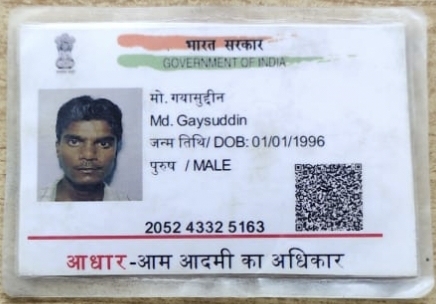 भारत सरकार
GOVERNMENT OF INDIA
मो. गयासुद्दीन
Md. Gaysuddin
जन्म तिथि/ DOB: 01/01/1996
पुरुष / MALE
2052 4332 5163
आधार-आम आदमी का अधिकार